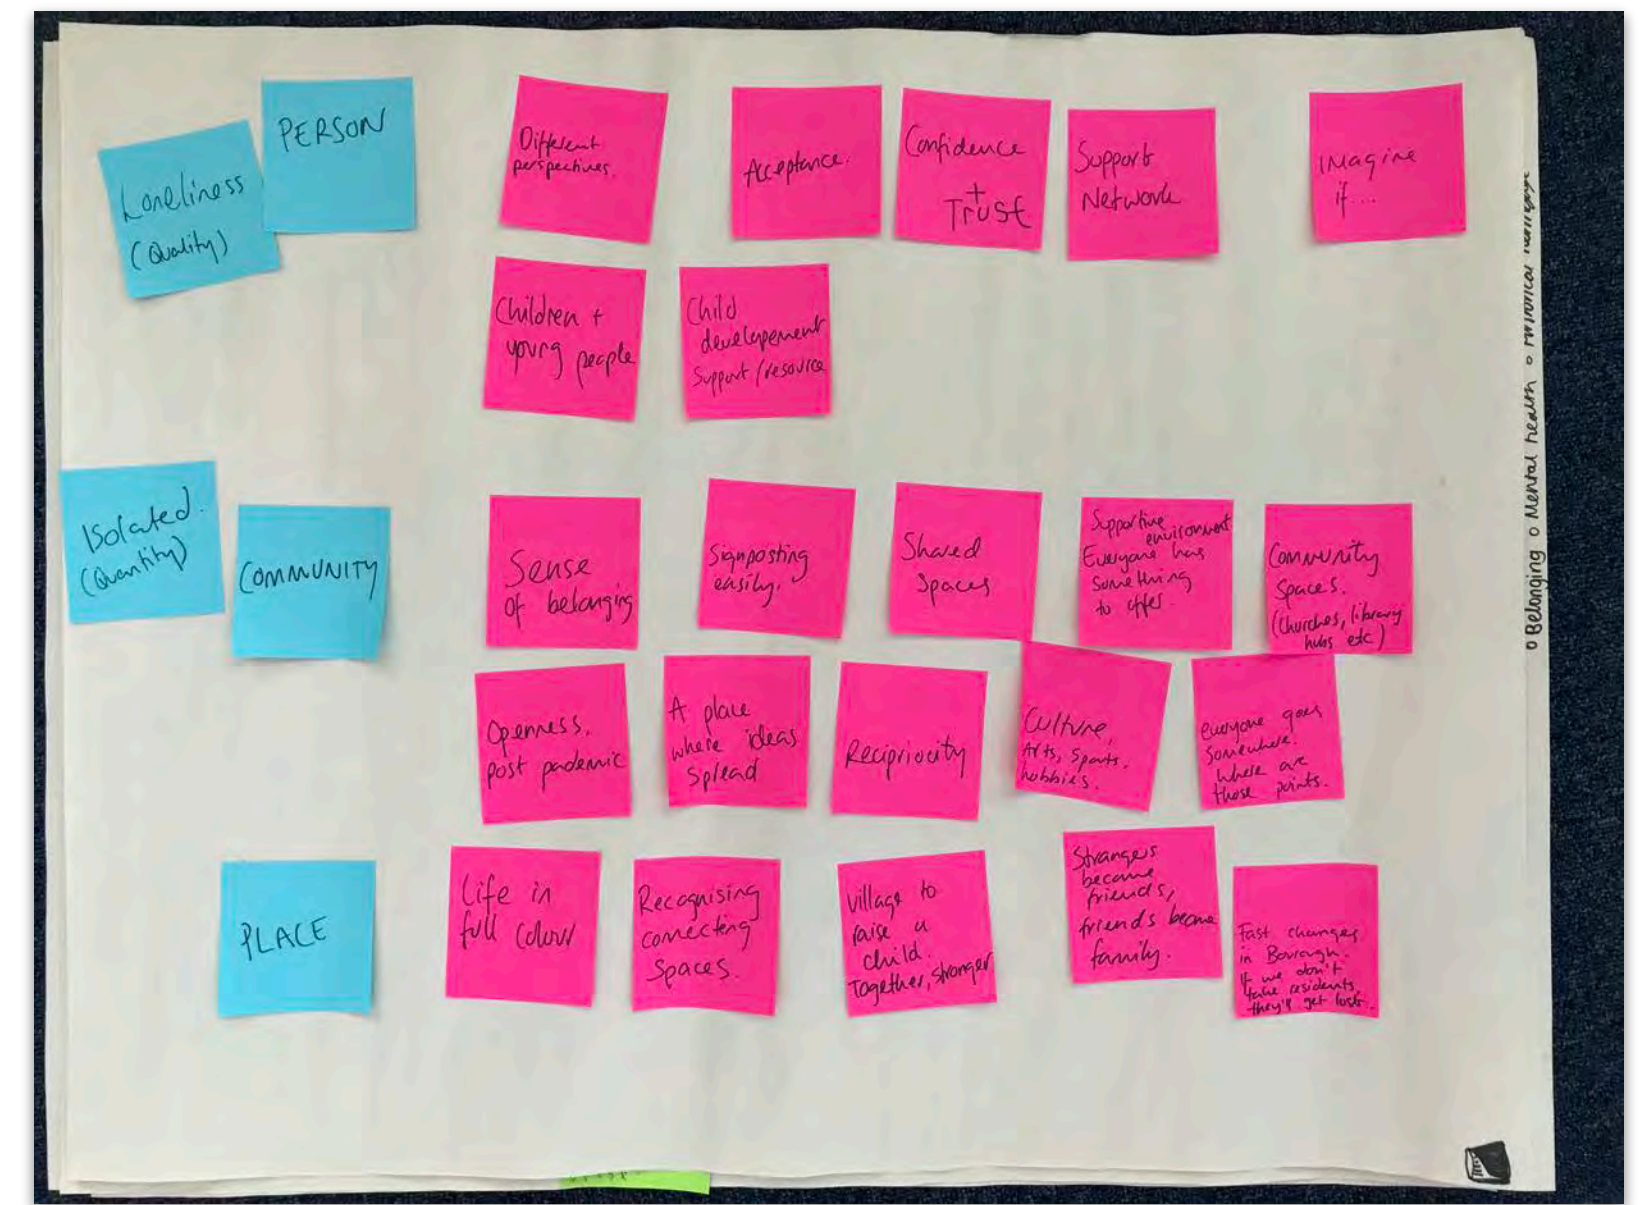 Loneliness
(Quality)
PERSON
Different
perspectives.
Acceptance.
Confidence
+
Trust
Support
Network
Imagine
if...
Children +
young people
Child
developement
Support/resource
Isolated.
(Quantity)
COMMUNITY
Sense
of belonging
Signposting
easily.
Shared
Spaces
Supportive
environment
Everyone has
Something
to offer.
Community
Spaces.
(Churches, library
hubs etc)
Openness,
post pademic
A place
where ideas
Spread
Recipriocity
Culture,
Arts, Sports.
hobbies.
everyone goes
Somewhere.
Where are
those points.
PLACE
Life in
full colour
Recognising
connecting
Spaces.
Village to
raise a
child.
Together, stronger
Strangers
become
friends,
friends become
family.
Fast changes
in Borough.
If we don't
take residents,
they'll get lost.
o Belonging o Mental health o